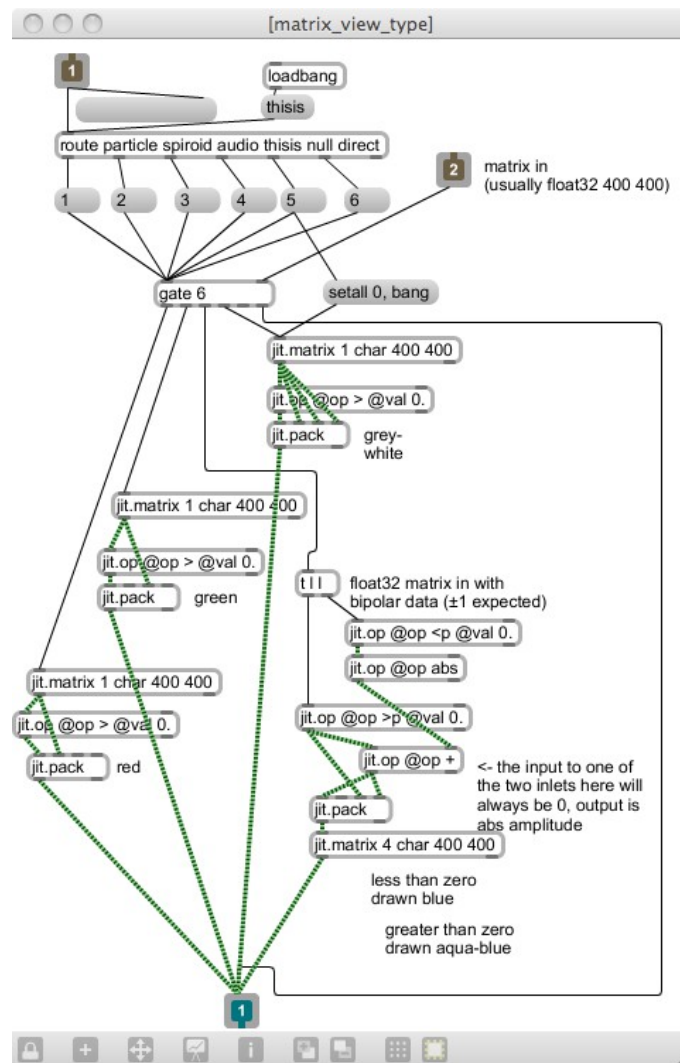 [matrix_view_type]
1
loadbang
thisis
route particle spiroid audio thisis null direct
2
matrix in
(usually float32 400 400)
1
2
3
4
5
6
gate 6
setall 0, bang
jit.matrix 1 char 400 400
jit.op @op > @val 0.
jit.pack
grey-
white
jit.matrix 1 char 400 400
jit.op @op > @val 0.
jit.pack
green
t l l
float32 matrix in with
bipolar data (±1 expected)
jit.op @op <p @val 0.
jit.op @op abs
jit.matrix 1 char 400 400
jit.op @op > @val 0.
jit.pack
red
jit.op @op >p @val 0.
jit.op @op +
<- the input to one of
the two inlets here will
always be 0, output is
abs amplitude
jit.pack
jit.matrix 4 char 400 400
less than zero
drawn blue
greater than zero
drawn aqua-blue
1